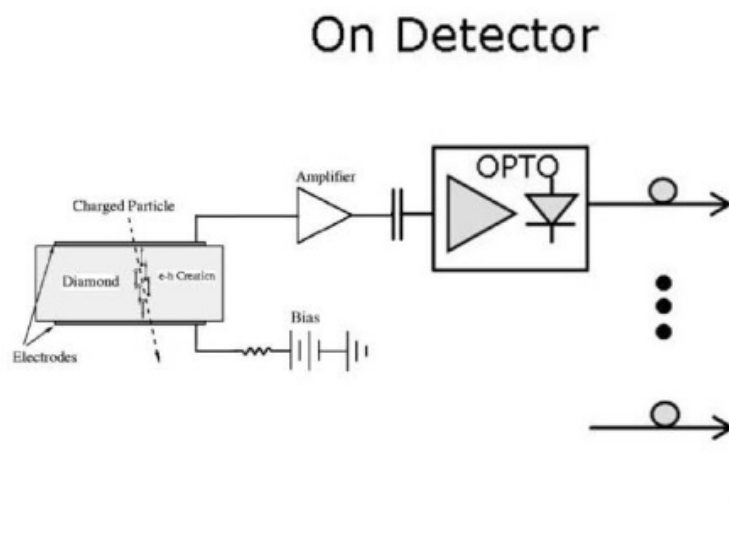 On Detector
OPTO
Amplifier
Charged Particle
Diamond
e-h Creation
Bias
Electrodes